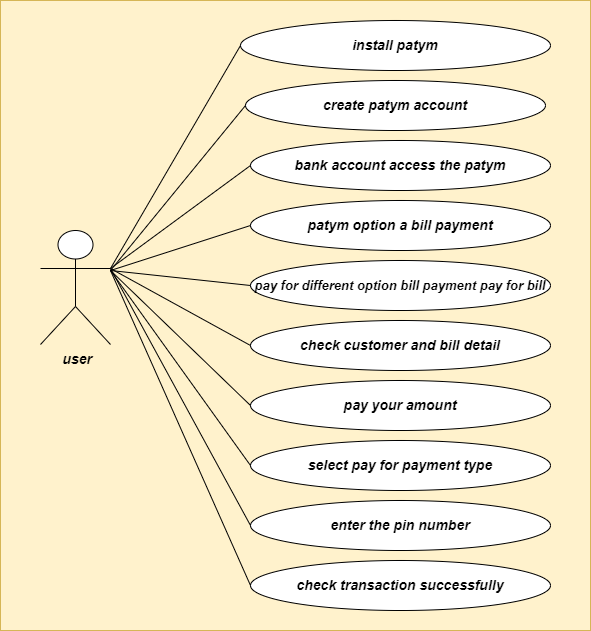 install patym
create patym account
bank account access the patym
patym option a bill payment
pay for different option bill payment pay for bill
check customer and bill detail
user
pay your amount
select pay for payment type
enter the pin number
check transaction successfully